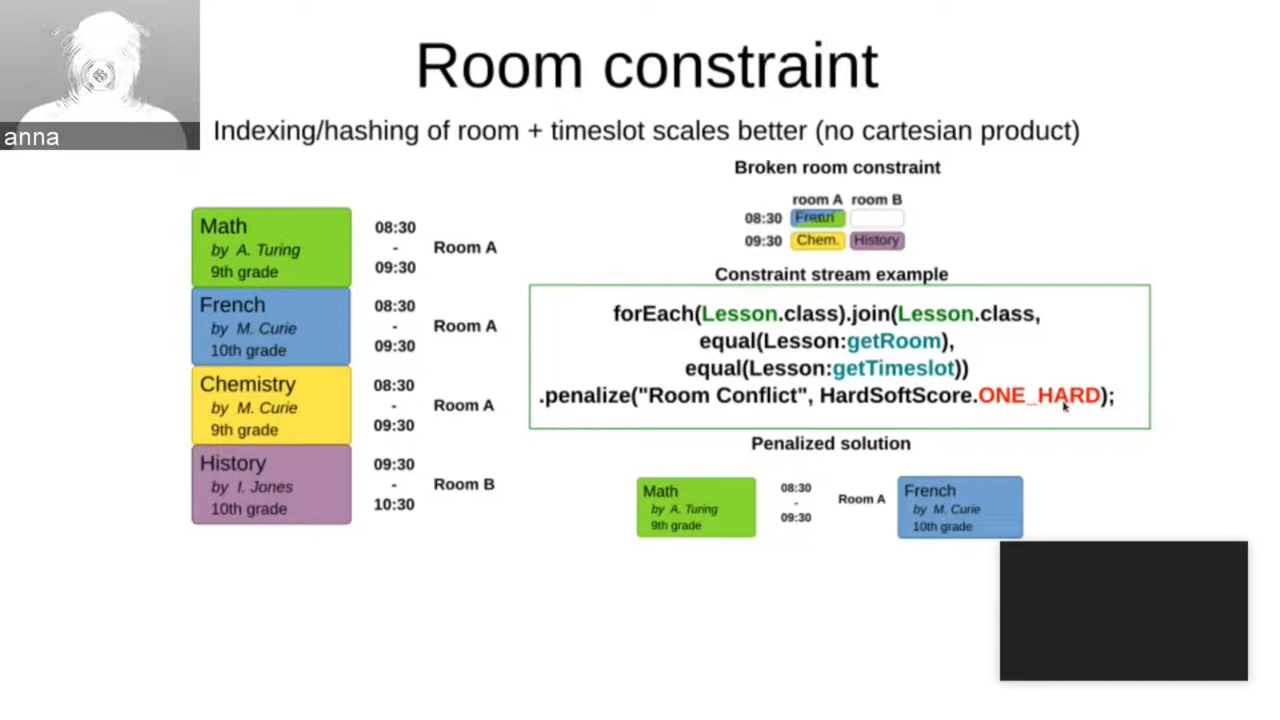 anna
Room constraint
Indexing/hashing of room + timeslot scales better (no cartesian product)
Math
by A. Turing
9th grade
08:30
-
09:30
Room A
French
by M. Curie
10th grade
08:30
-
09:30
Room A
Chemistry
by M. Curie
9th grade
08:30
-
09:30
Room A
History
by I. Jones
10th grade
09:30
-
10:30
Room B
Broken room constraint
room A room B
08:30
09:30 Chem. History
Constraint stream example
forEach(Lesson.class).join(Lesson.class,
equal(Lesson:getRoom),
equal(Lesson:getTimeslot))
.penalize("Room Conflict", HardSoftScore.ONE_HARD);
Penalized solution
Math
by A. Turing
9th grade
08:30
-
09:30
Room A
French
by M. Curie
10th grade